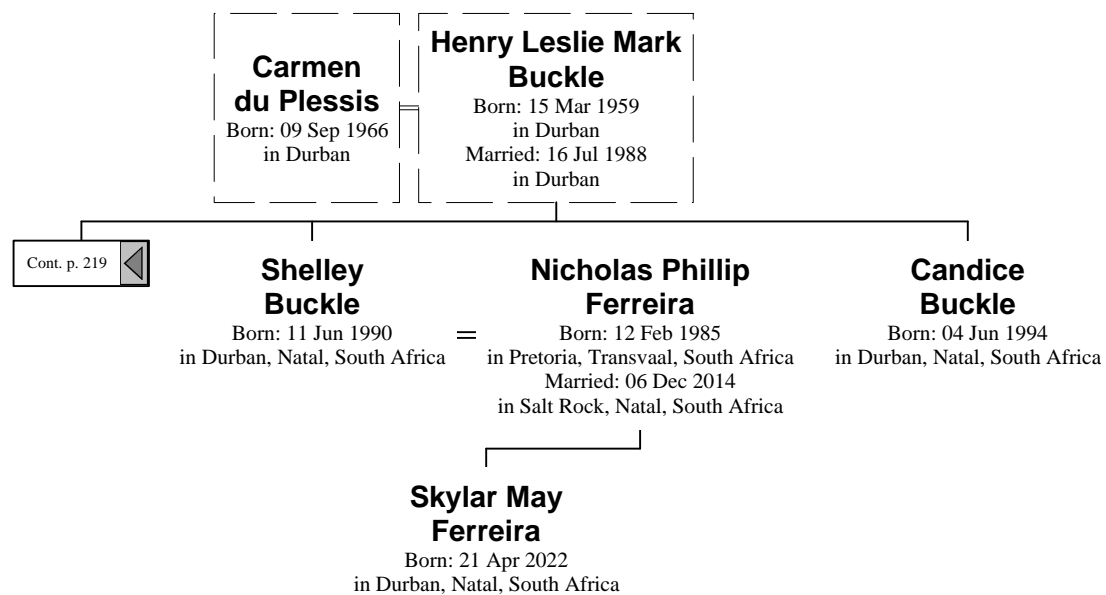 Carmen
du Plessis
Born: 09 Sep 1966
in Durban
Henry Leslie Mark
Buckle
Born: 15 Mar 1959
in Durban
Married: 16 Jul 1988
in Durban
Cont. p. 219
Shelley
Buckle
Born: 11 Jun 1990
in Durban, Natal, South Africa
=
Nicholas Phillip
Ferreira
Born: 12 Feb 1985
in Pretoria, Transvaal, South Africa
Married: 06 Dec 2014
in Salt Rock, Natal, South Africa
Candice
Buckle
Born: 04 Jun 1994
in Durban, Natal, South Africa
Skylar May
Ferreira
Born: 21 Apr 2022
in Durban, Natal, South Africa